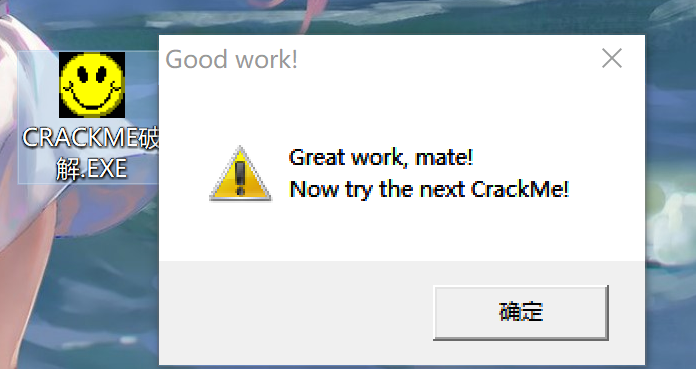 Good work!
CRACKME破
解.EXE
Great work, mate!
Now try the next CrackMe!
确定